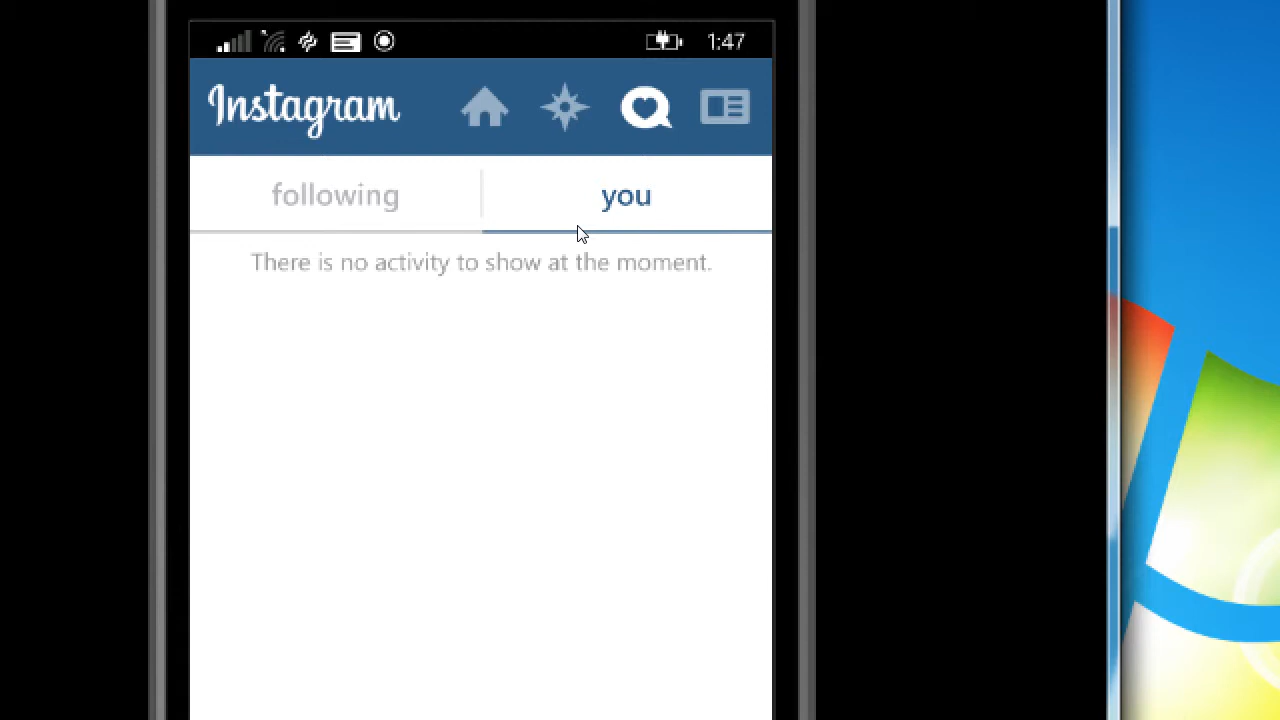 1:47
Instagram
following
you
There is no activity to show at the moment.